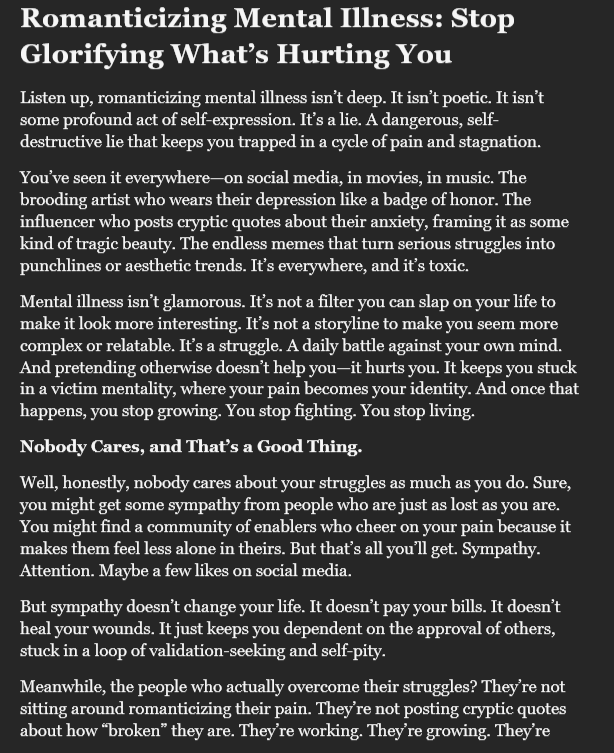 Romanticizing Mental Illness: Stop
Glorifying What’s Hurting You
Listen up, romanticizing mental illness isn’t deep. It isn’t poetic. It isn’t
some profound act of self-expression. It’s a lie. A dangerous, self-
destructive lie that keeps you trapped in a cycle of pain and stagnation.
You’ve seen it everywhere—on social media, in movies, in music. The
brooding artist who wears their depression like a badge of honor. The
influencer who posts cryptic quotes about their anxiety, framing it as some
kind of tragic beauty. The endless memes that turn serious struggles into
punchlines or aesthetic trends. It’s everywhere, and it’s toxic.
Mental illness isn’t glamorous. It’s not a filter you can slap on your life to
make it look more interesting. It’s not a storyline to make you seem more
complex or relatable. It’s a struggle. A daily battle against your own mind.
And pretending otherwise doesn’t help you—it hurts you. It keeps you stuck
in a victim mentality, where your pain becomes your identity. And once that
happens, you stop growing. You stop fighting. You stop living.
Nobody Cares, and That’s a Good Thing.
Well, honestly, nobody cares about your struggles as much as you do. Sure,
you might get some sympathy from people who are just as lost as you are.
You might find a community of enablers who cheer on your pain because it
makes them feel less alone in theirs. But that’s all you’ll get. Sympathy.
Attention. Maybe a few likes on social media.
But sympathy doesn’t change your life. It doesn’t pay your bills. It doesn’t
heal your wounds. It just keeps you dependent on the approval of others,
stuck in a loop of validation-seeking and self-pity.
Meanwhile, the people who actually overcome their struggles? They’re not
sitting around romanticizing their pain. They’re not posting cryptic quotes
about how “broken” they are. They’re working. They’re growing. They’re